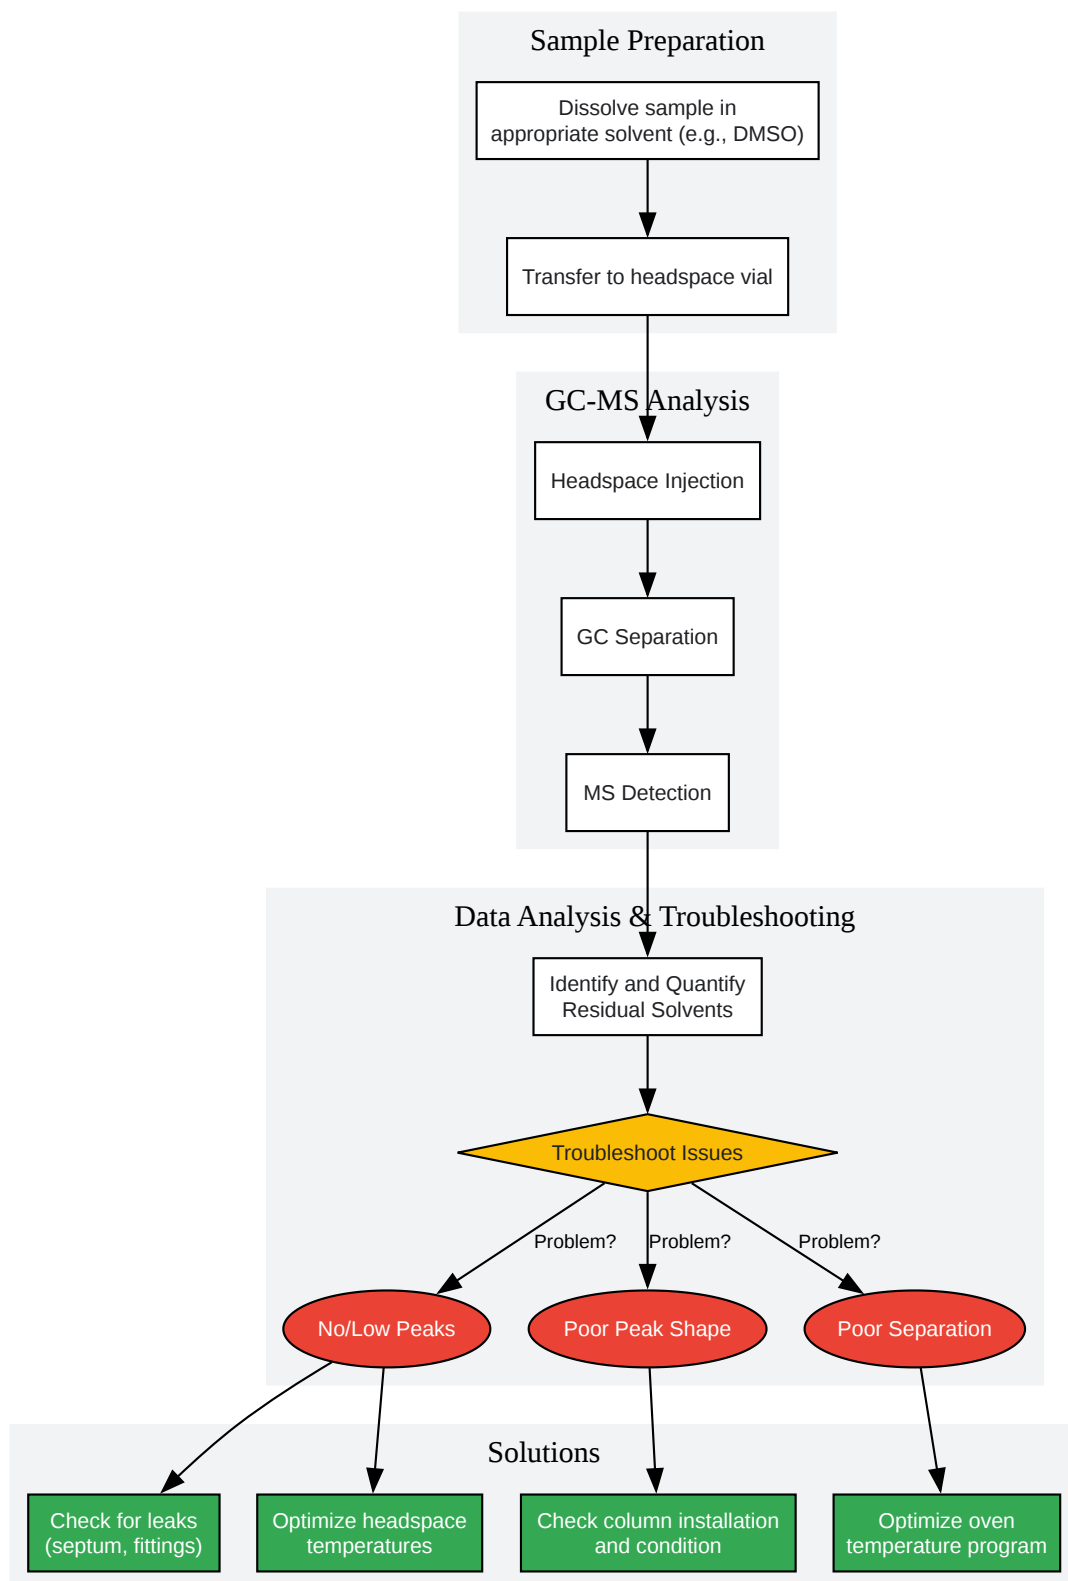 Sample Preparation
Dissolve sample in
appropriate solvent (e.g., DMSO)
Transfer to headspace vial
GC-MS Analysis
Headspace Injection
GC Separation
MS Detection
Data Analysis & Troubleshooting
Identify and Quantify
Residual Solvents
Troubleshoot Issues
Problem?
Problem?
Problem?
No/Low Peaks
Poor Peak Shape
Poor Separation
Solutions
Check for leaks
(septum, fittings)
Optimize headspace
temperatures
Check column installation
and condition
Optimize oven
temperature program